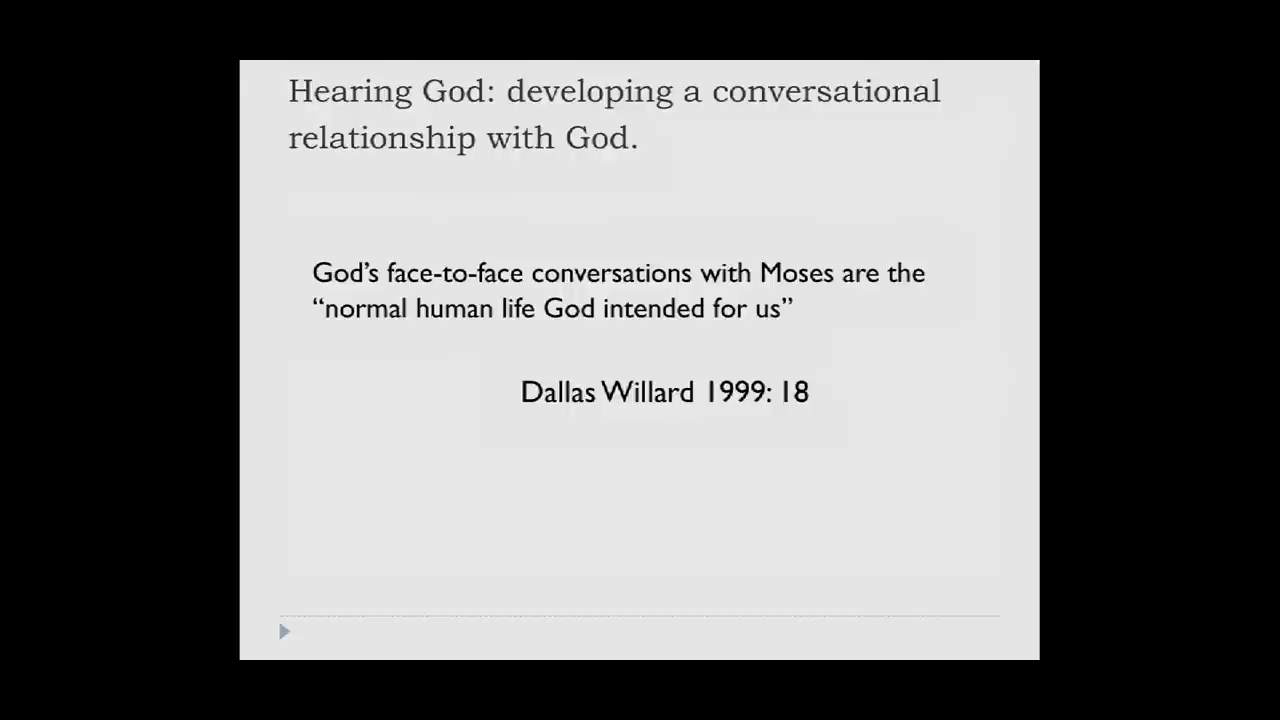 Hearing God: developing a conversational
relationship with God.
God’s face-to-face conversations with Moses are the
“normal human life God intended for us”
Dallas Willard 1999: 18